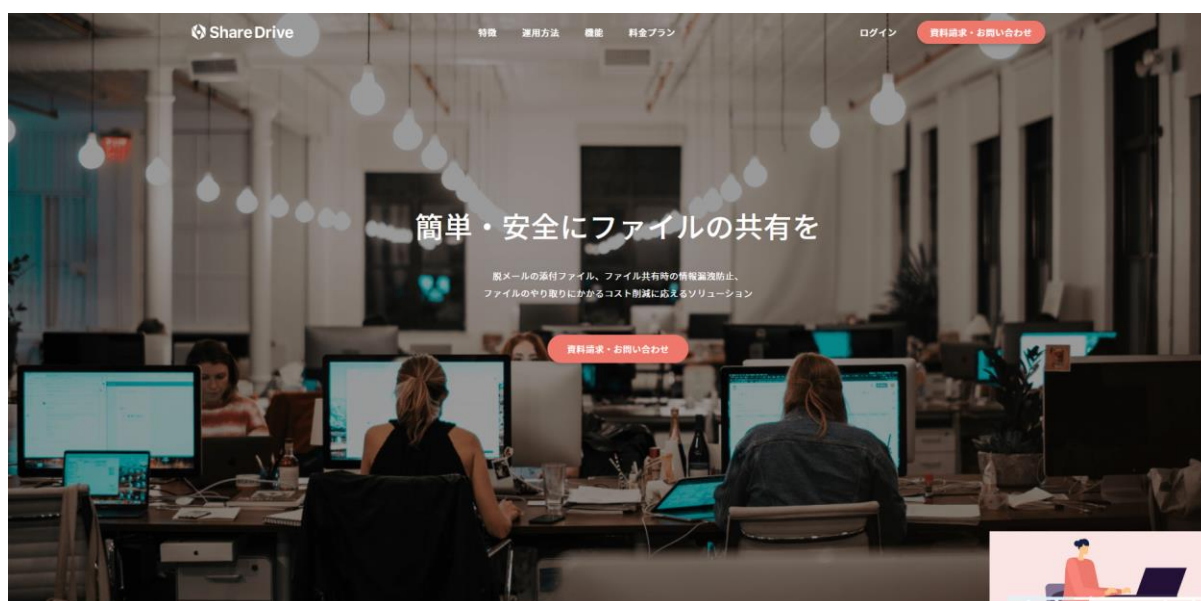 Share Drive
特徴 運用方法 機能 料金プラン
ログイン
資料請求・お問い合わせ
簡単・安全にファイルの共有を
脱メールの添付ファイル、ファイル共有時の情報漏洩防止、
ファイルのやり取りにかかるコスト削減に応えるソリューション
資料請求・お問い合わせ